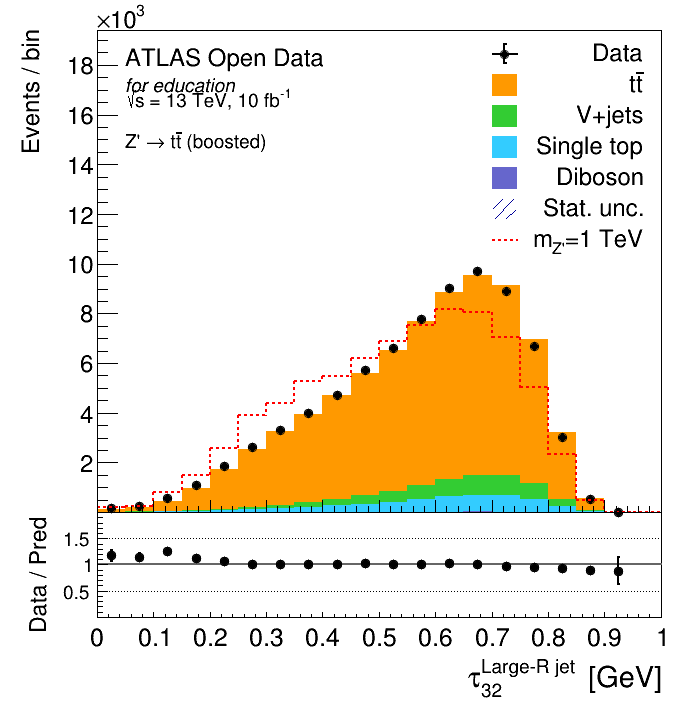 ×10³
Events / bin
18
16
14
12
10
8
6
4
2
ATLAS Open Data
for education
√s = 13 TeV, 10 fb⁻¹
Z' → tt̄ (boosted)
Data
tt̄
V+jets
Single top
Diboson
Stat. unc.
m_Z'=1 TeV
Data / Pred
1.5
1
0.5
0 0.1 0.2 0.3 0.4 0.5 0.6 0.7 0.8 0.9 1
τ₃₂^Large-R jet [GeV]